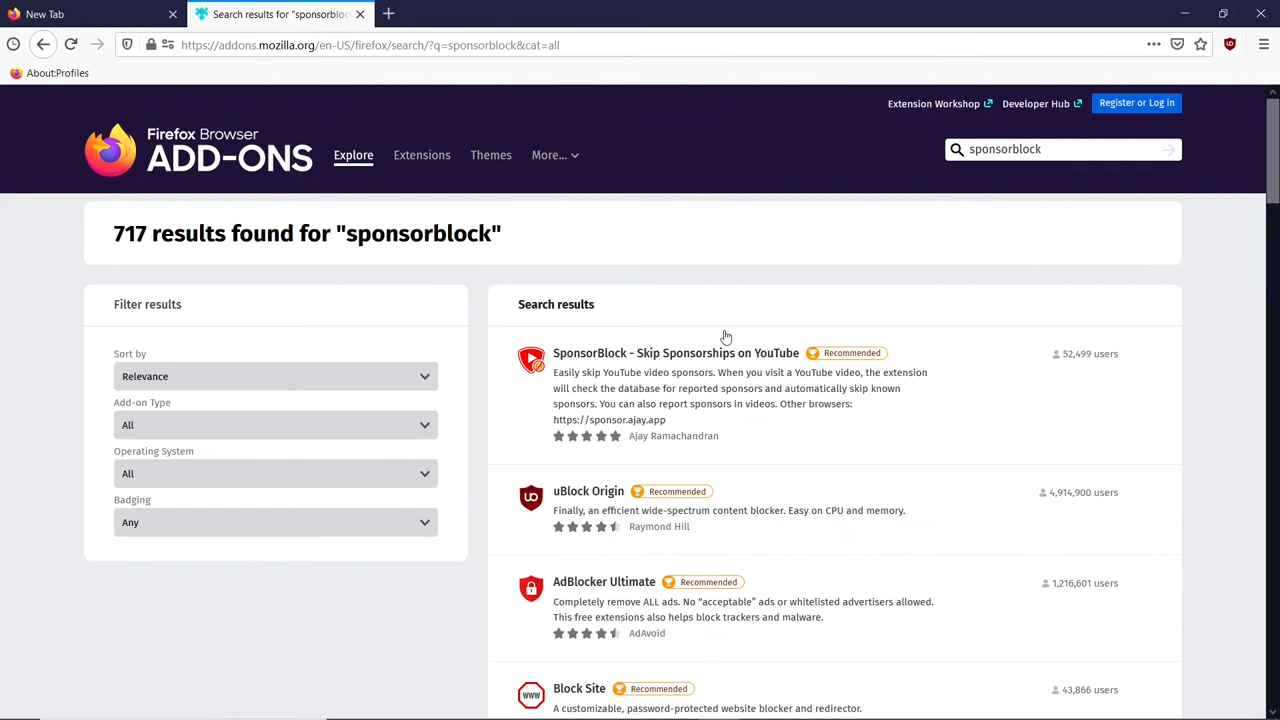 New Tab
Search results for "sponsorbloc
https://addons.mozilla.org/en-US/firefox/search/?q=sponsorblock&cat=all
About:Profiles
Extension Workshop
Developer Hub
Register or Log in
Firefox Browser
ADD-ONS
Explore
Extensions
Themes
More...
sponsorblock
717 results found for "sponsorblock"
Filter results
Sort by
Relevance
Add-on Type
All
Operating System
All
Badging
Any
Search results
SponsorBlock - Skip Sponsorships on YouTube
Recommended
52,499 users
Easily skip YouTube video sponsors. When you visit a YouTube video, the extension
will check the database for reported sponsors and automatically skip known
sponsors. You can also report sponsors in videos. Other browsers:
https://sponsor.ajay.app
Ajay Ramachandran
uBlock Origin
Recommended
4,914,900 users
Finally, an efficient wide-spectrum content blocker. Easy on CPU and memory.
Raymond Hill
AdBlocker Ultimate
Recommended
1,216,601 users
Completely remove ALL ads. No “acceptable” ads or whitelisted advertisers allowed.
This free extensions also helps block trackers and malware.
AdAvoid
WWW
Block Site
Recommended
43,866 users
A customizable, password-protected website blocker and redirector.